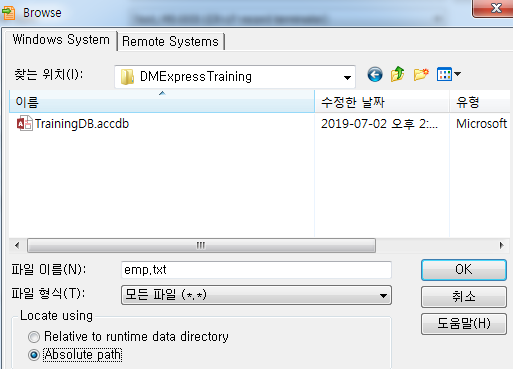 Browse
Windows System Remote Systems
찾는 위치(I): DMExpressTraining
이름 수정한 날짜 유형
TrainingDB.accdb 2019-07-02 오후 2:... Microsoft
파일 이름(N): emp.txt OK
파일 형식(T): 모든 파일 (*.*) 취소
Locate using 도움말(H)
Relative to runtime data directory
Absolute path